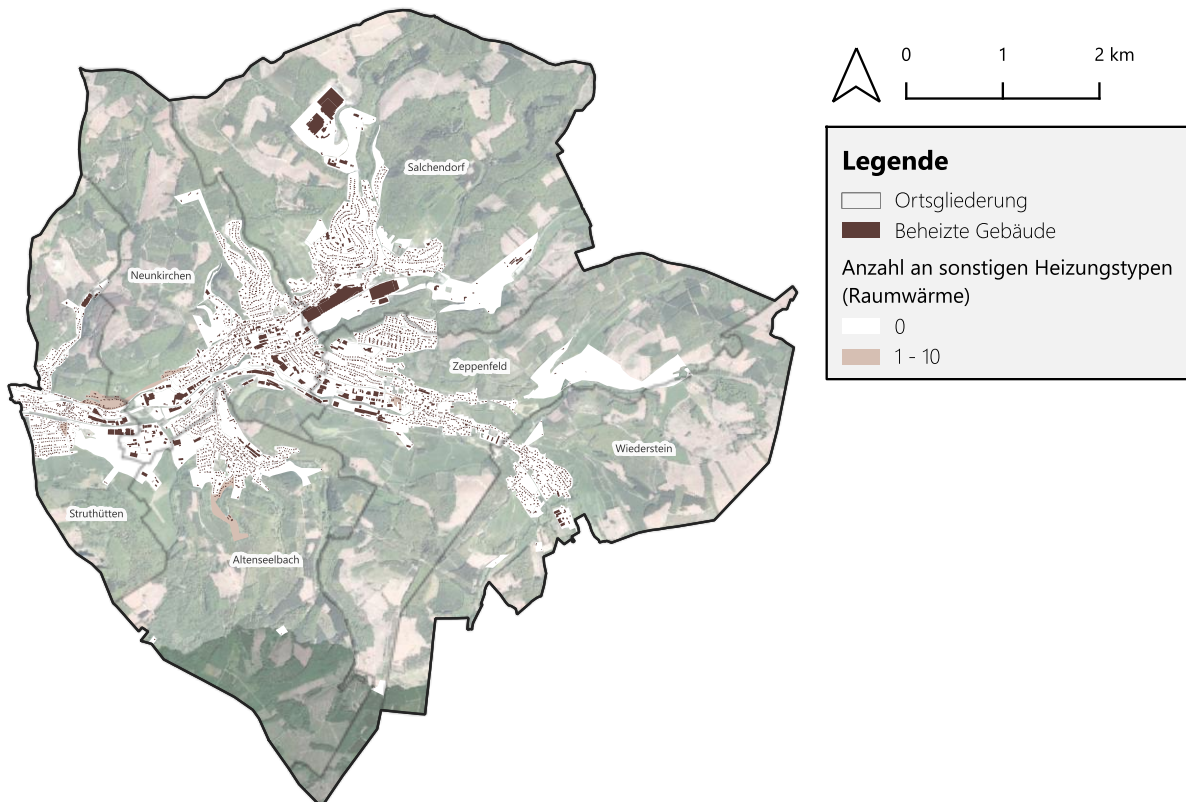 0 1 2 km
Legende
Ortsgliederung
Beheizte Gebäude
Anzahl an sonstigen Heizungstypen
(Raumwärme)
0
1 - 10
Salchendorf
Neunkirchen
Zeppenfeld
Wiederstein
Struthütten
Altenseelbach